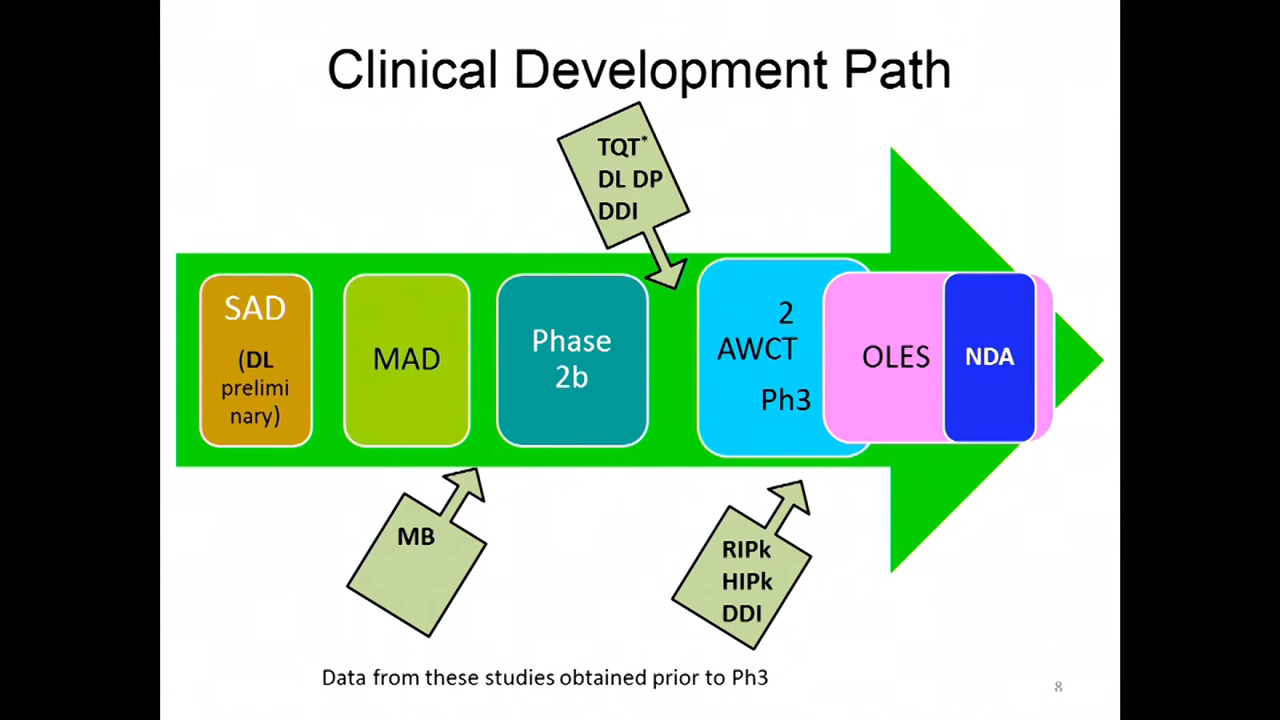 Clinical Development Path
TQT*
DL DP
DDI
SAD
(DL
prelimi
nary)
MAD
Phase
2b
2
AWCT
Ph3
OLES
NDA
MB
RIPk
HIPk
DDI
Data from these studies obtained prior to Ph3
8